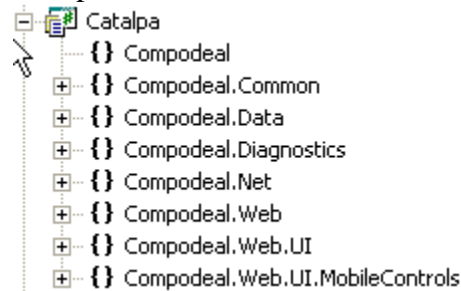 Catalpa
{} Compodeal
{} Compodeal.Common
{} Compodeal.Data
{} Compodeal.Diagnostics
{} Compodeal.Net
{} Compodeal.Web
{} Compodeal.Web.UI
{} Compodeal.Web.UI.MobileControls